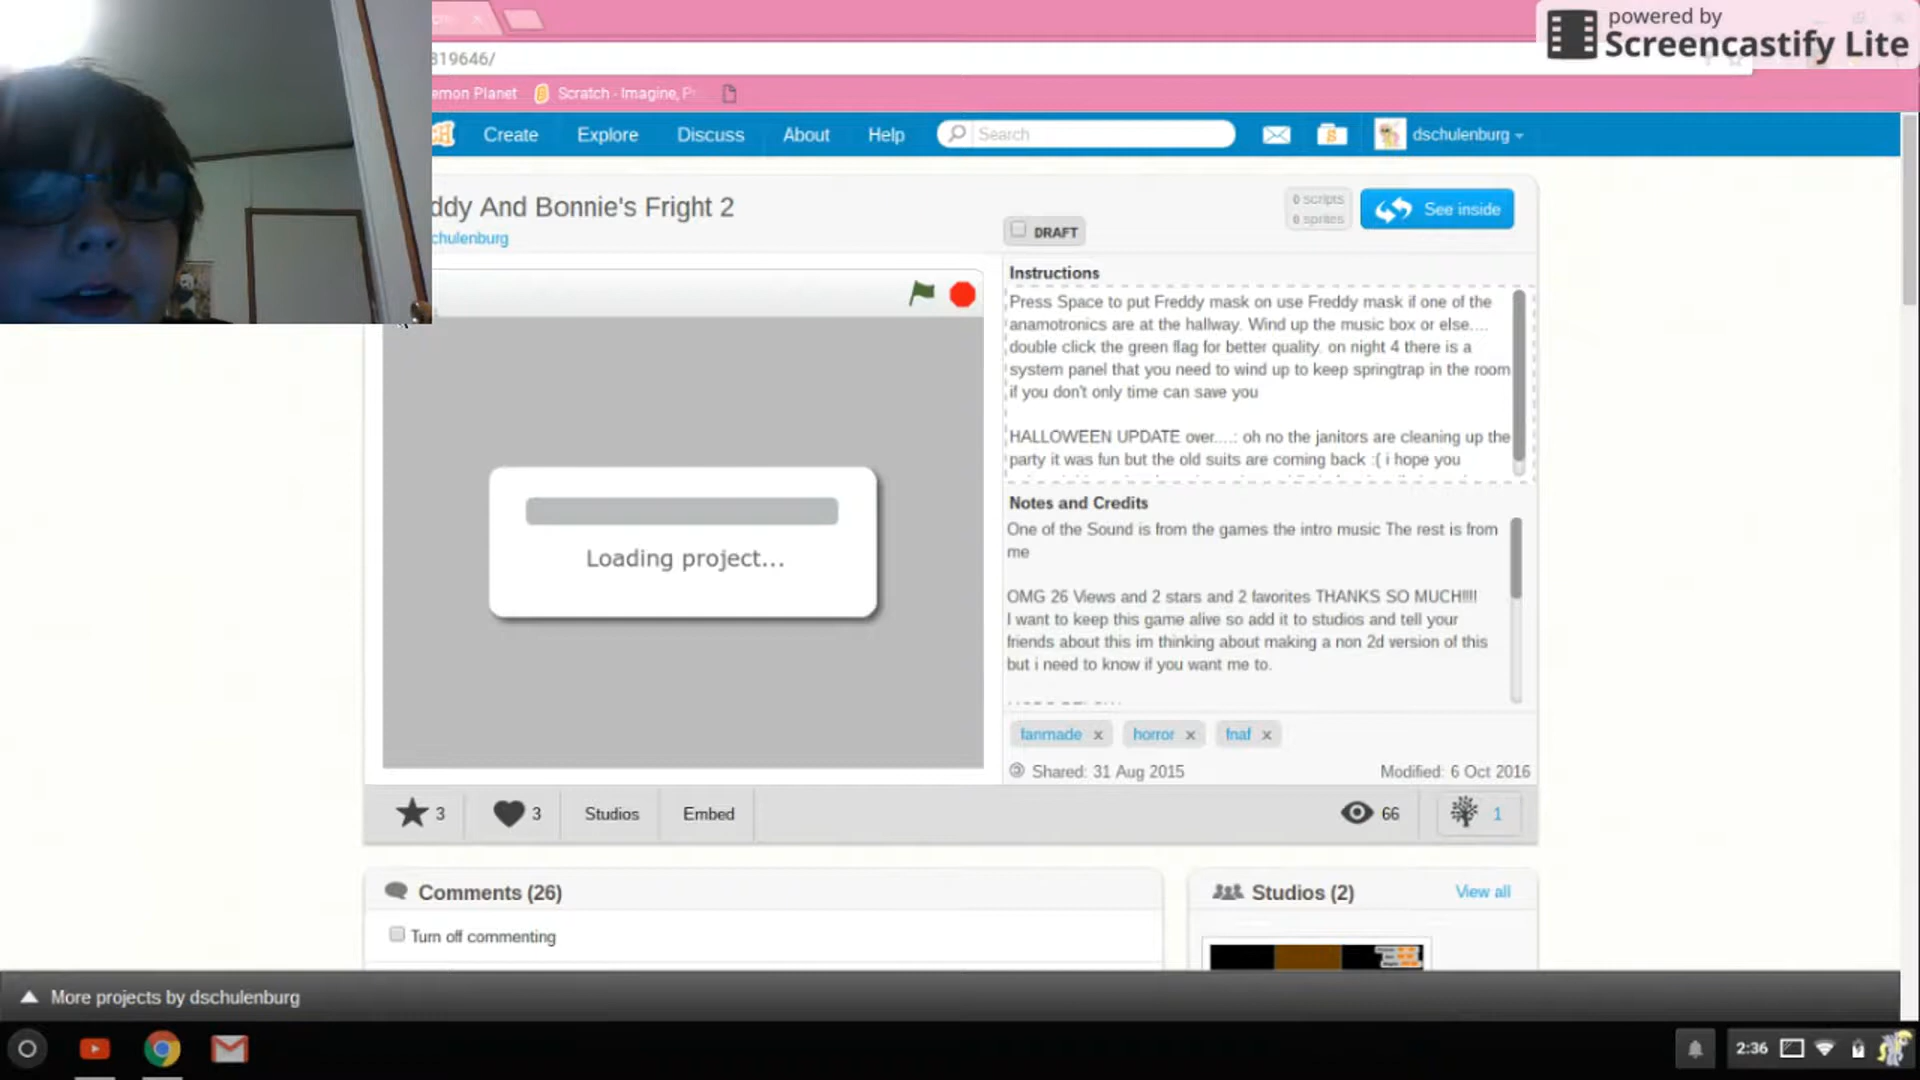 powered by
Screencastify Lite
319646/
emon Planet
Scratch - Imagine, P
Create
Explore
Discuss
About
Help
Search
dschulenburg
ddy And Bonnie's Fright 2
chulenburg
DRAFT
0 scripts
0 sprites
See inside
Instructions
Press Space to put Freddy mask on use Freddy mask if one of the
anamotronics are at the hallway. Wind up the music box or else....
double click the green flag for better quality. on night 4 there is a
system panel that you need to wind up to keep springtrap in the room
if you don't only time can save you
HALLOWEEN UPDATE over....: oh no the janitors are cleaning up the
party it was fun but the old suits are coming back :( i hope you
Loading project...
Notes and Credits
One of the Sound is from the games the intro music The rest is from
me
OMG 26 Views and 2 stars and 2 favorites THANKS SO MUCH!!!!
I want to keep this game alive so add it to studios and tell your
friends about this im thinking about making a non 2d version of this
but i need to know if you want me to.
fanmade x
horror x
fnaf x
Shared: 31 Aug 2015
Modified: 6 Oct 2016
3
3
Studios
Embed
66
1
Comments (26)
Turn off commenting
Studios (2)
View all
More projects by dschulenburg
2:36